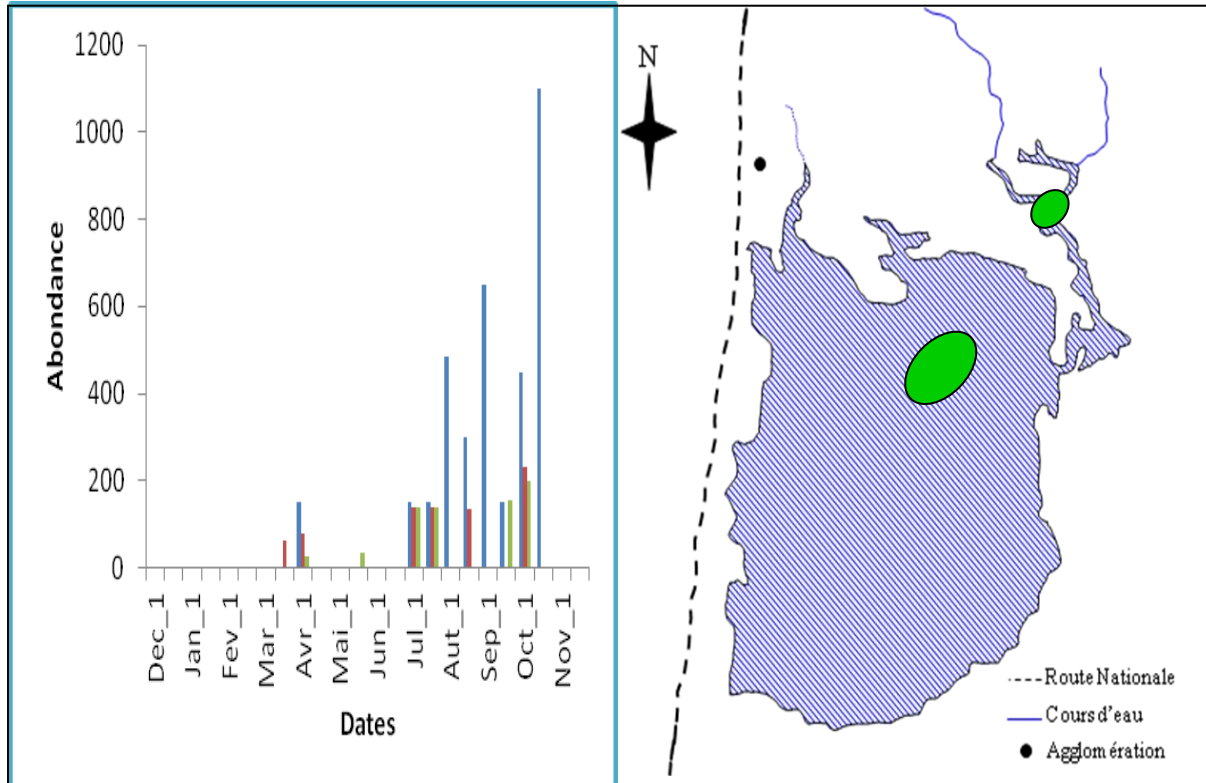 1200
1000
800
600
400
200
0
Abondance
Dec_1
Jan_1
Fev_1
Mar_1
Avr_1
Mai_1
Jun_1
Jul_1
Aut_1
Sep_1
Oct_1
Nov_1
Dates
N
Route Nationale
Cours d'eau
Agglomération